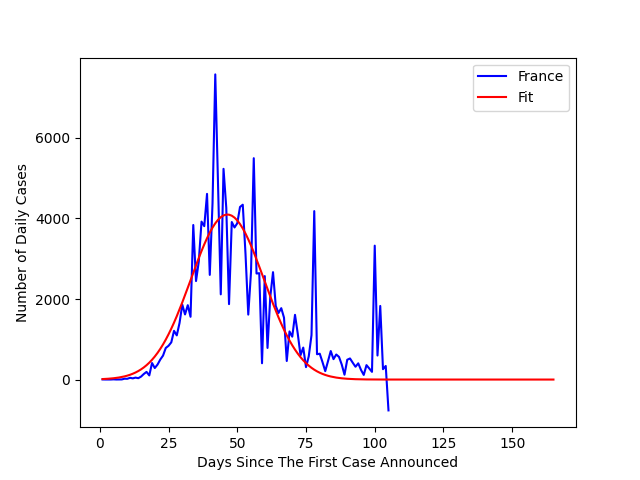 France
Fit
6000
4000
2000
0
Number of Daily Cases
0 25 50 75 100 125 150
Days Since The First Case Announced